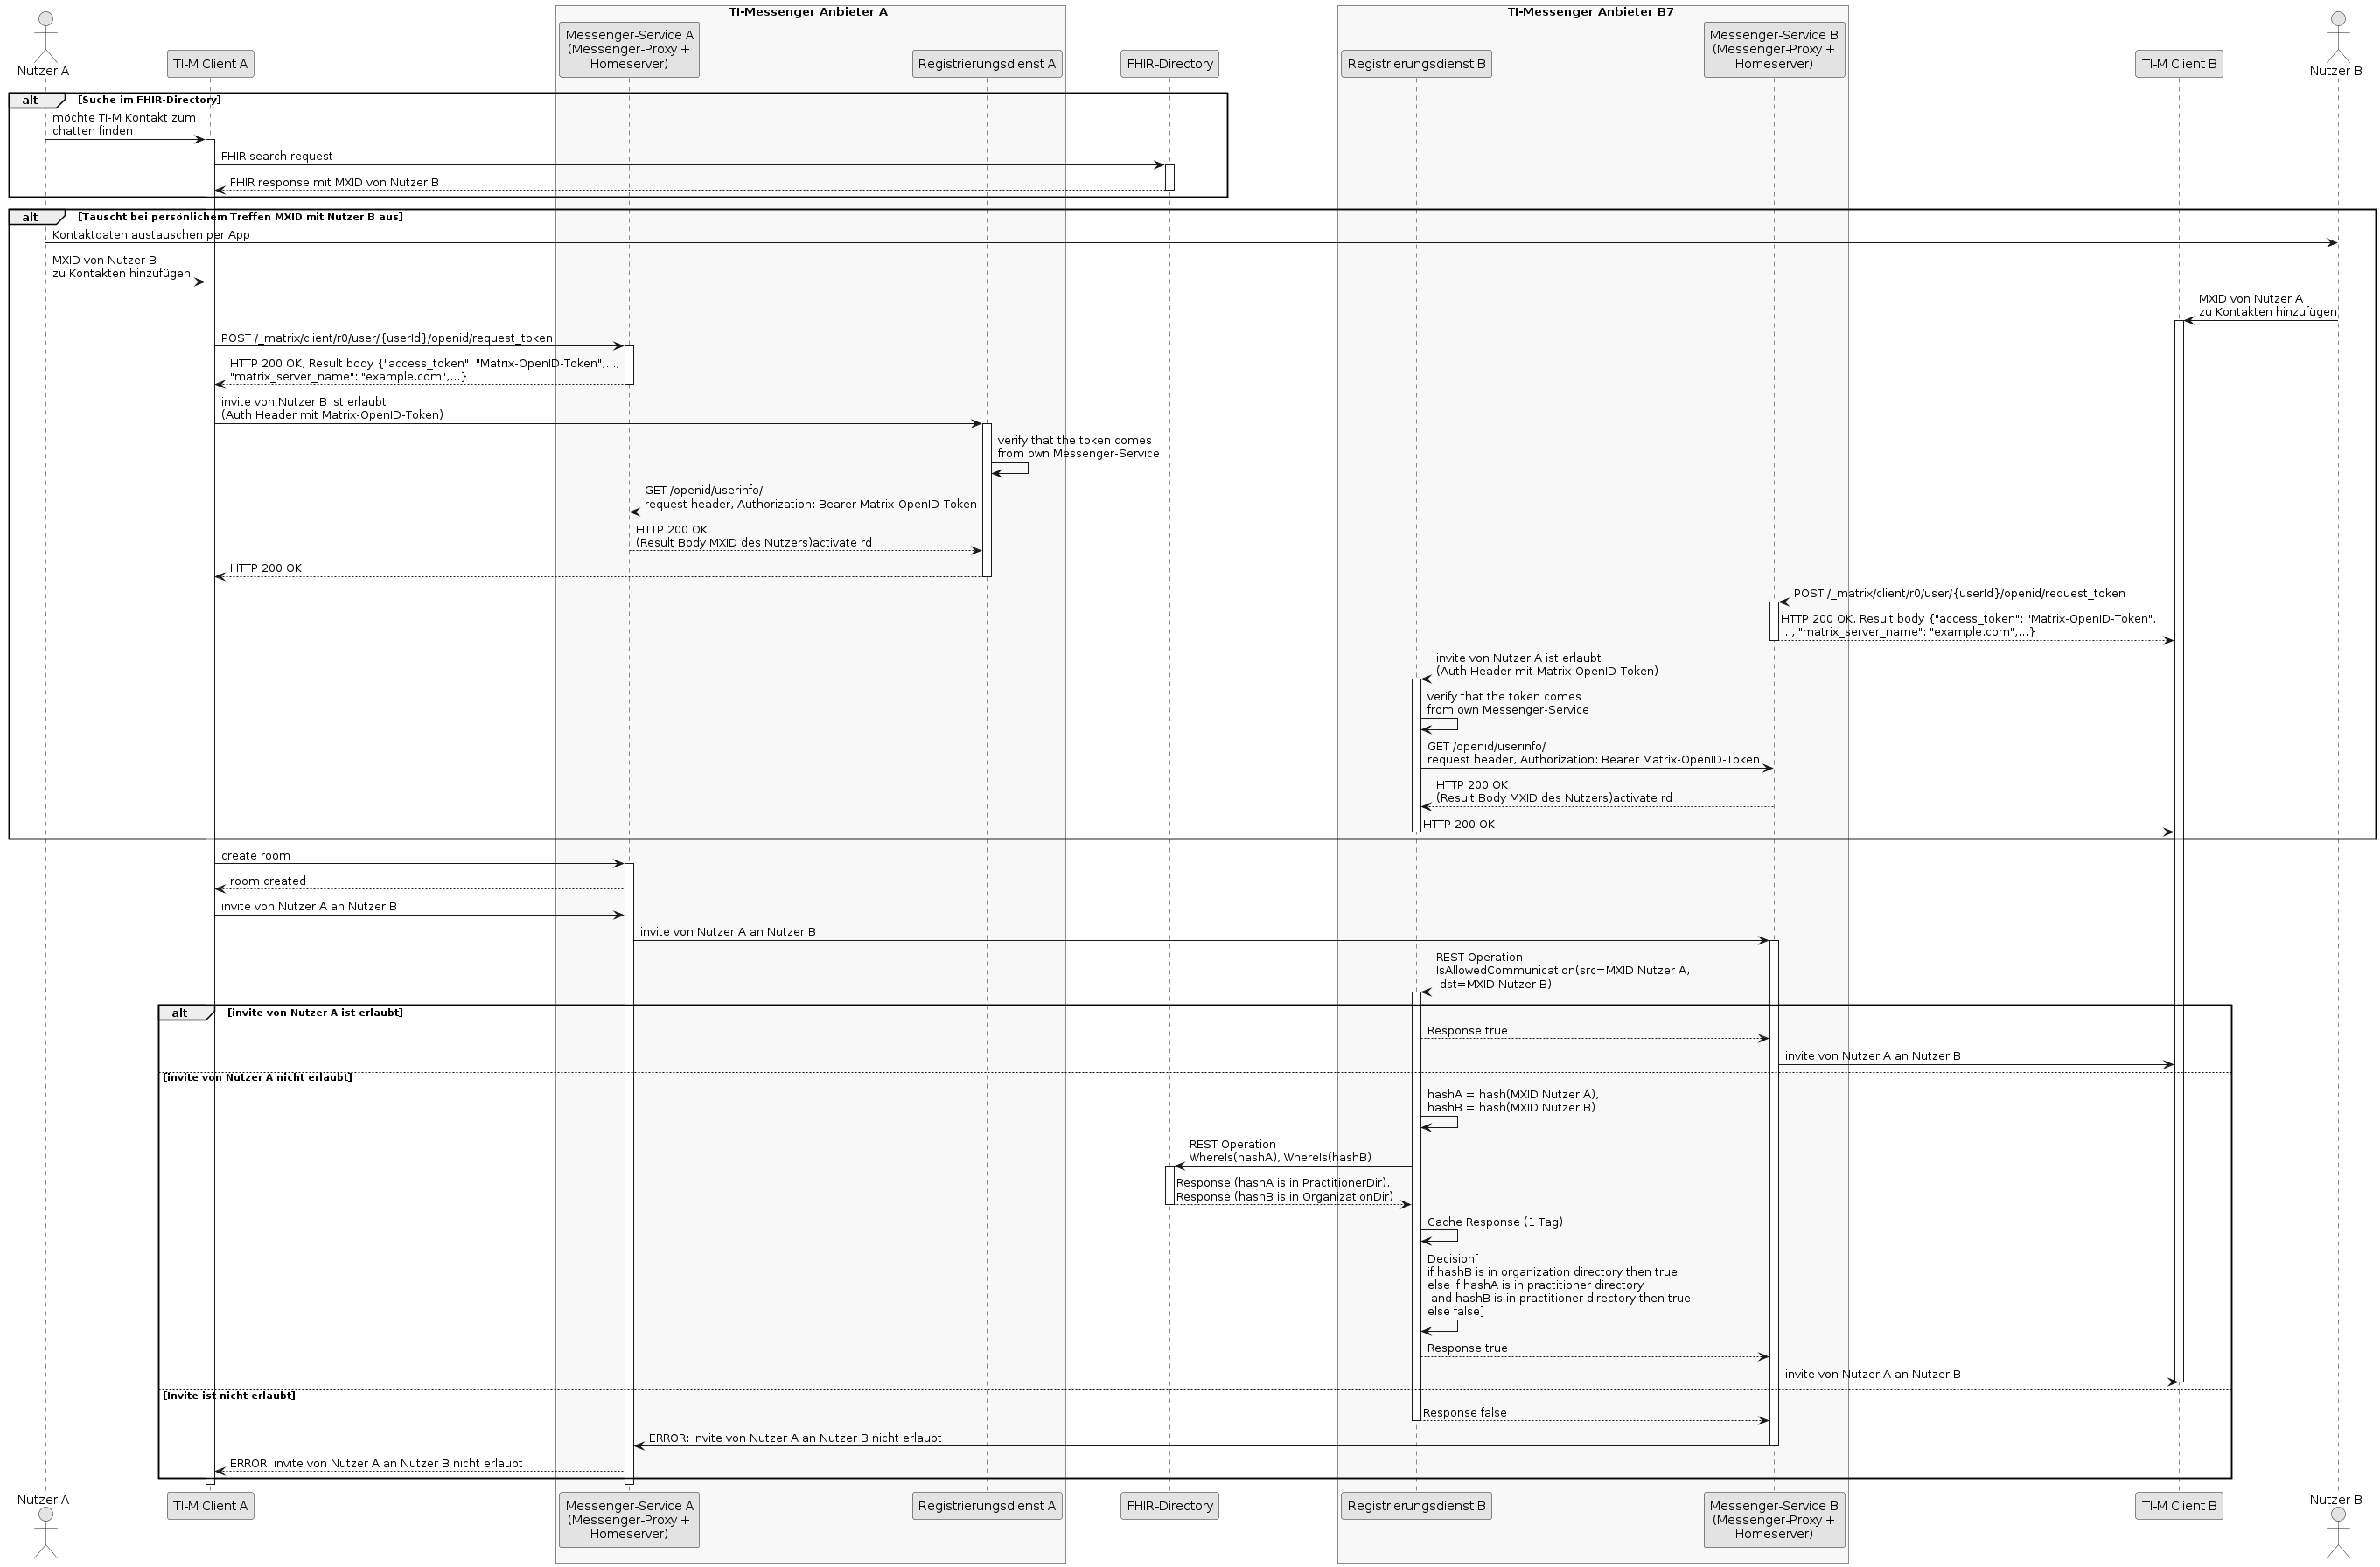 TI-Messenger Anbieter A
TI-Messenger Anbieter B7
Nutzer A
TI-M Client A
Messenger-Service A
(Messenger-Proxy +
Homeserver)
Registrierungsdienst A
FHIR-Directory
Registrierungsdienst B
Messenger-Service B
(Messenger-Proxy +
Homeserver)
TI-M Client B
Nutzer B
alt
[Suche im FHIR-Directory]
möchte TI-M Kontakt zum
chatten finden
FHIR search request
FHIR response mit MXID von Nutzer B
alt
[Tauscht bei persönlichem Treffen MXID mit Nutzer B aus]
Kontaktdaten austauschen per App
MXID von Nutzer B
zu Kontakten hinzufügen
MXID von Nutzer A
zu Kontakten hinzufügen
POST /_matrix/client/r0/user/{userId}/openid/request_token
HTTP 200 OK, Result body {"access_token": "Matrix-OpenID-Token",...,
"matrix_server_name": "example.com",...}
invite von Nutzer B ist erlaubt
(Auth Header mit Matrix-OpenID-Token)
verify that the token comes
from own Messenger-Service
GET /openid/userinfo/
request header, Authorization: Bearer Matrix-OpenID-Token
HTTP 200 OK
(Result Body MXID des Nutzers)activate rd
HTTP 200 OK
POST /_matrix/client/r0/user/{userId}/openid/request_token
HTTP 200 OK, Result body {"access_token": "Matrix-OpenID-Token",
..., "matrix_server_name": "example.com",...}
invite von Nutzer A ist erlaubt
(Auth Header mit Matrix-OpenID-Token)
verify that the token comes
from own Messenger-Service
GET /openid/userinfo/
request header, Authorization: Bearer Matrix-OpenID-Token
HTTP 200 OK
(Result Body MXID des Nutzers)activate rd
HTTP 200 OK
create room
room created
invite von Nutzer A an Nutzer B
invite von Nutzer A an Nutzer B
REST Operation
IsAllowedCommunication(src=MXID Nutzer A,
dst=MXID Nutzer B)
alt
[invite von Nutzer A ist erlaubt]
Response true
invite von Nutzer A an Nutzer B
[invite von Nutzer A nicht erlaubt]
hashA = hash(MXID Nutzer A),
hashB = hash(MXID Nutzer B)
REST Operation
WhereIs(hashA), WhereIs(hashB)
Response (hashA is in PractitionerDir),
Response (hashB is in OrganizationDir)
Cache Response (1 Tag)
Decision[
if hashB is in organization directory then true
else if hashA is in practitioner directory
and hashB is in practitioner directory then true
else false]
Response true
invite von Nutzer A an Nutzer B
[Invite ist nicht erlaubt]
Response false
ERROR: invite von Nutzer A an Nutzer B nicht erlaubt
ERROR: invite von Nutzer A an Nutzer B nicht erlaubt
Nutzer A
TI-M Client A
Messenger-Service A
(Messenger-Proxy +
Homeserver)
Registrierungsdienst A
FHIR-Directory
Registrierungsdienst B
Messenger-Service B
(Messenger-Proxy +
Homeserver)
TI-M Client B
Nutzer B